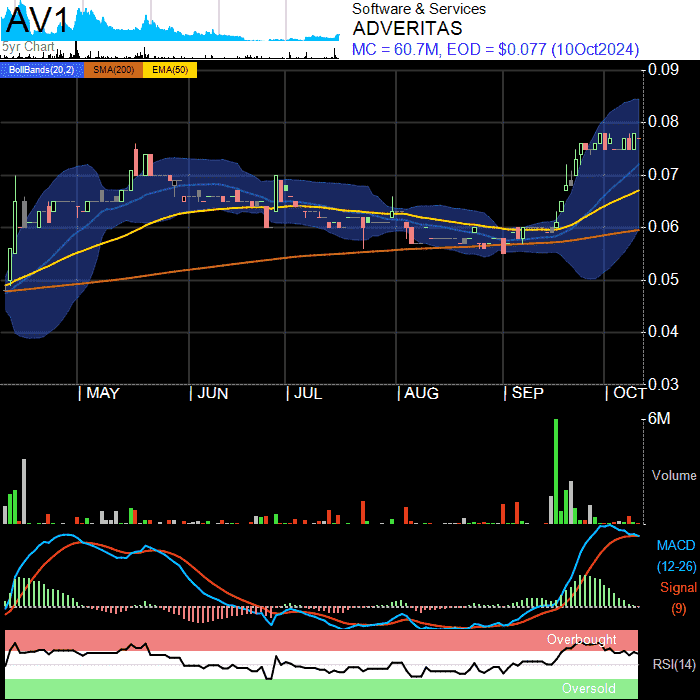 AV1
5yr Chart
Software & Services
ADVERITAS
MC = 60.7M, EOD = $0.077 (10Oct2024)
BollBands(20,2) SMA(200) EMA(50)
0.09
0.08
0.07
0.06
0.05
0.04
0.03
| MAY | JUN | JUL | AUG | SEP | OCT
6M
Volume
MACD
(12-26)
Signal
(9)
Overbought
RSI(14)
Oversold